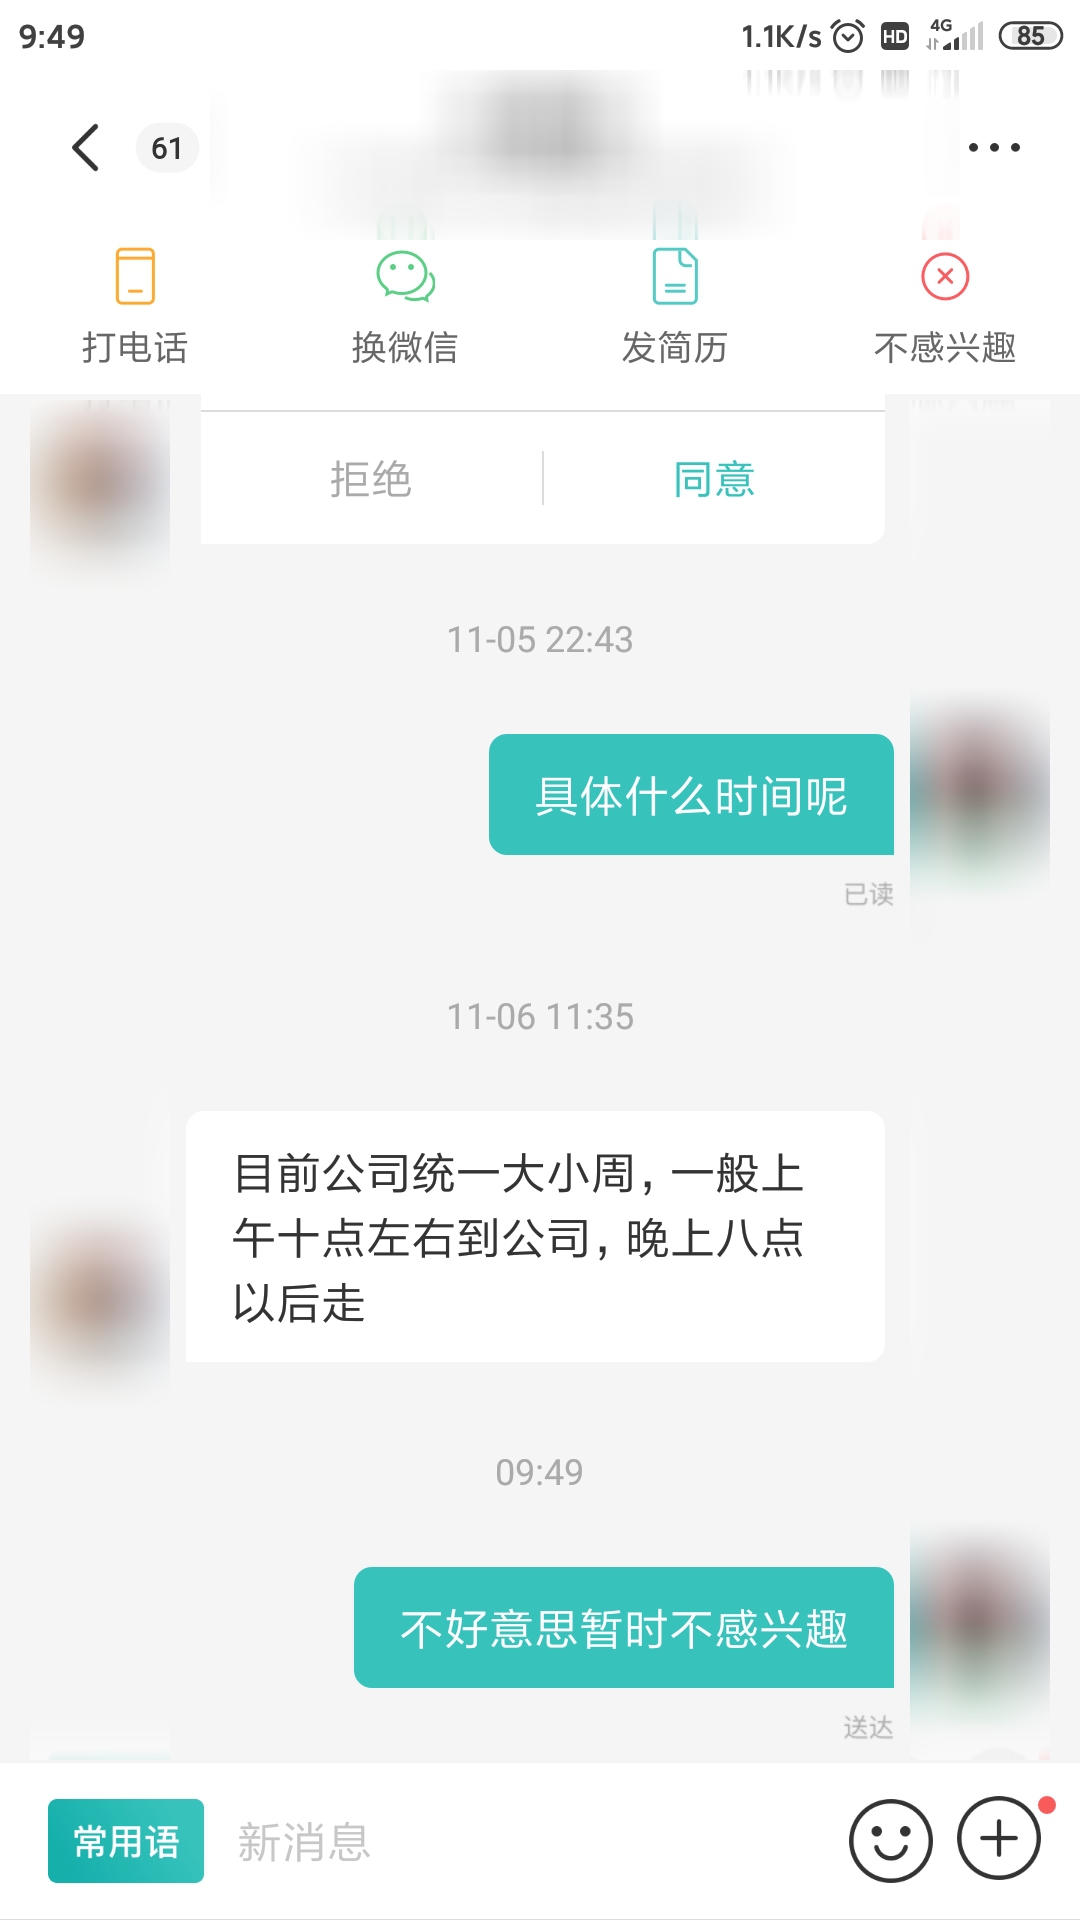 9:49
1.1K/s HD 4G 85
61
打电话
换微信
发简历
不感兴趣
拒绝
同意
11-05 22:43
具体什么时间呢
已读
11-06 11:35
目前公司统一大小周，一般上
午十点左右到公司，晚上八点
以后走
09:49
不好意思暂时不感兴趣
送达
常用语
新消息